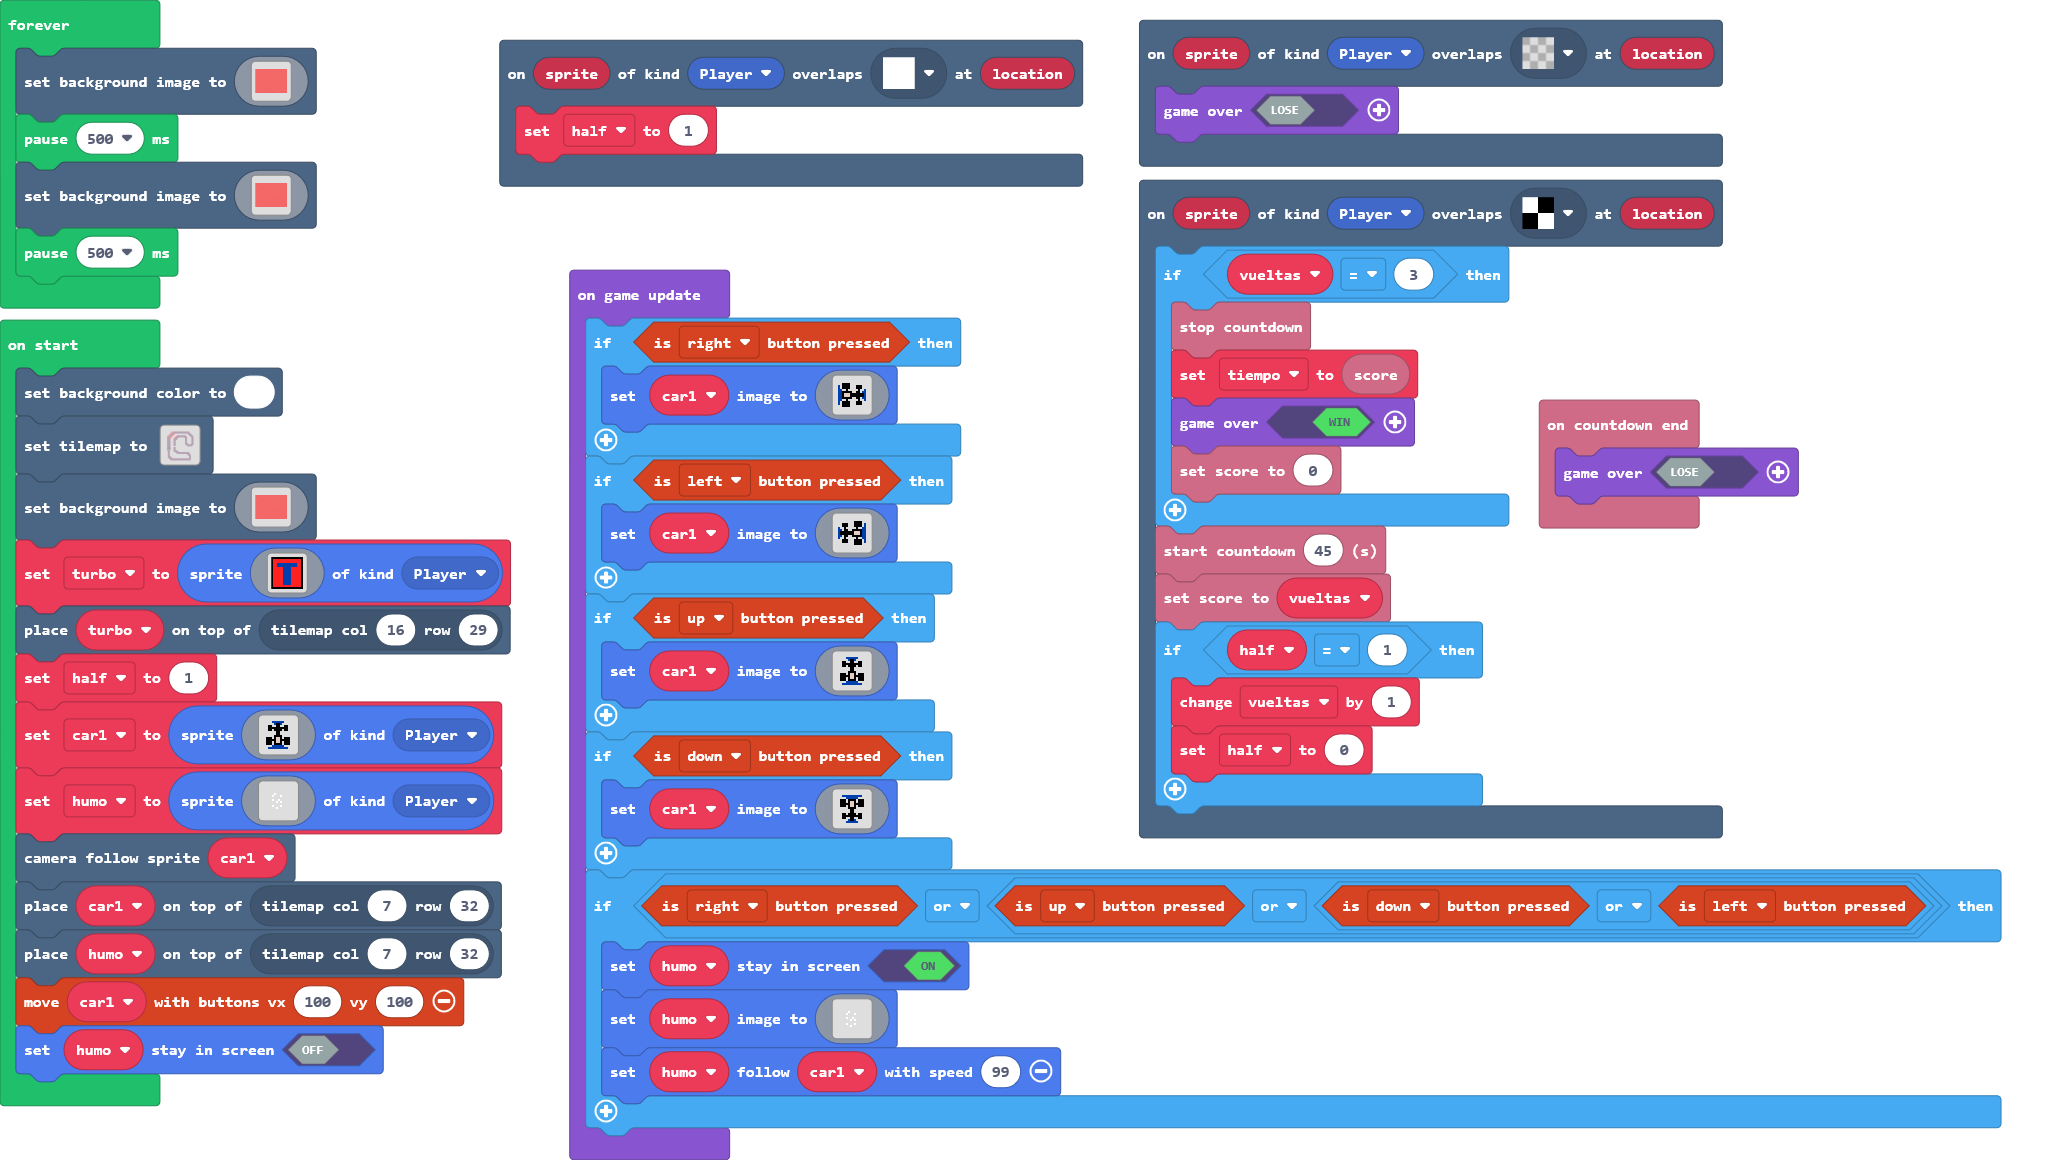 forever
set background image to
pause 500 ms
set background image to
pause 500 ms
on start
set background color to
set tilemap to
set background image to
set turbo to sprite T of kind Player
place turbo on top of tilemap col 16 row 29
set half to 1
set car1 to sprite of kind Player
set humo to sprite of kind Player
camera follow sprite car1
place car1 on top of tilemap col 7 row 32
place humo on top of tilemap col 7 row 32
move car1 with buttons vx 100 vy 100
set humo stay in screen OFF
on sprite of kind Player overlaps at location
set half to 1
on game update
if is right button pressed then
set car1 image to
if is left button pressed then
set car1 image to
if is up button pressed then
set car1 image to
if is down button pressed then
set car1 image to
if is right button pressed or is up button pressed or is down button pressed or is left button pressed then
set humo stay in screen ON
set humo image to
set humo follow car1 with speed 99
on sprite of kind Player overlaps at location
game over LOSE
on sprite of kind Player overlaps at location
if vueltas = 3 then
stop countdown
set tiempo to score
game over WIN
set score to 0
start countdown 45 (s)
set score to vueltas
if half = 1 then
change vueltas by 1
set half to 0
on countdown end
game over LOSE